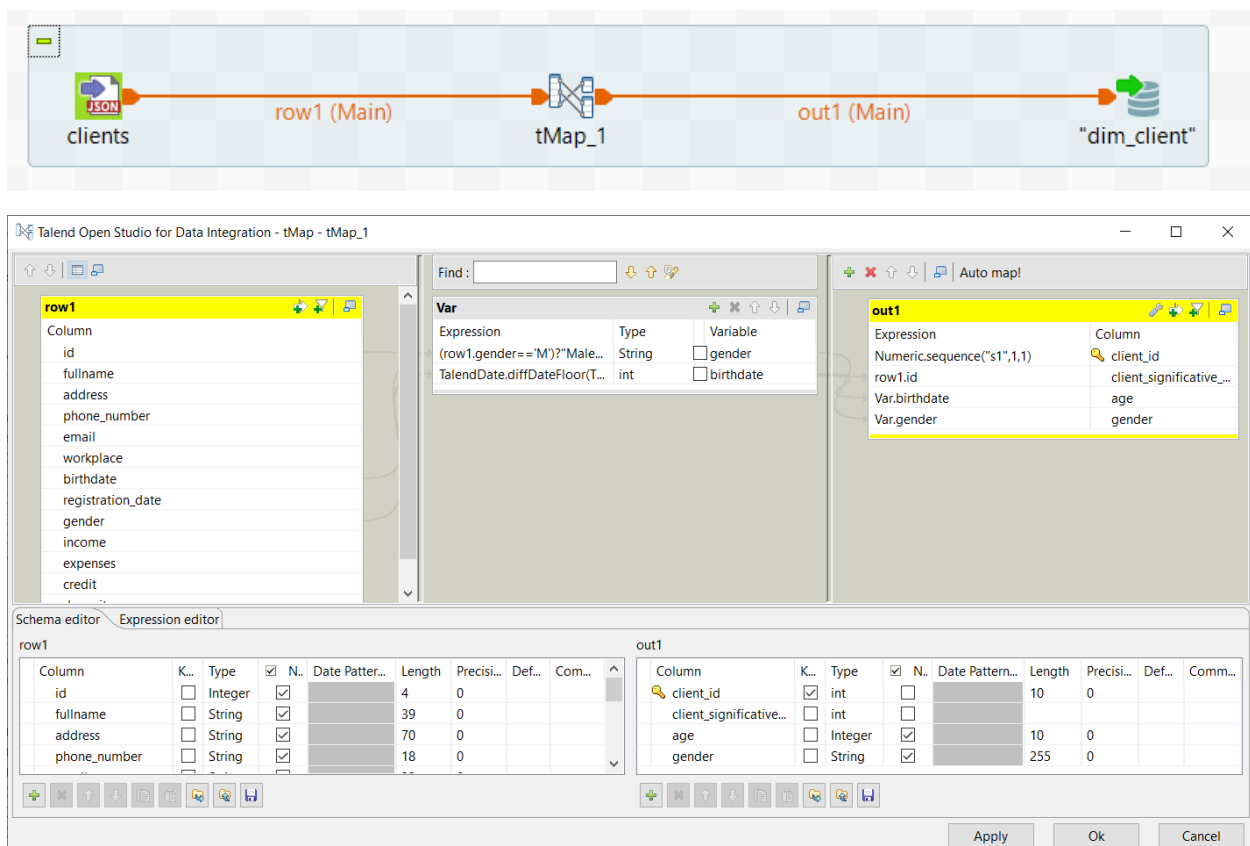 JSON
row1 (Main)
out1 (Main)
clients
tMap_1
"dim_client"
Talend Open Studio for Data Integration - tMap - tMap_1
Find :
Auto map!
row1
Column
id
fullname
address
phone_number
email
workplace
birthdate
registration_date
gender
income
expenses
credit
Var
Expression Type Variable
(row1.gender=='M')?"Male... String gender
TalendDate.diffDateFloor(T... int birthdate
out1
Expression Column
Numeric.sequence("s1",1,1) client_id
row1.id client_significative_...
Var.birthdate age
Var.gender gender
Schema editor Expression editor
row1
Column K... Type N.. Date Patter... Length Precisi... Def... Com...
id Integer 4 0
fullname String 39 0
address String 70 0
phone_number String 18 0
out1
Column K... Type N.. Date Pattern... Length Precisi... Def... Comm...
client_id int 10 0
client_significative... int
age Integer 10 0
gender String 255 0
Apply Ok Cancel